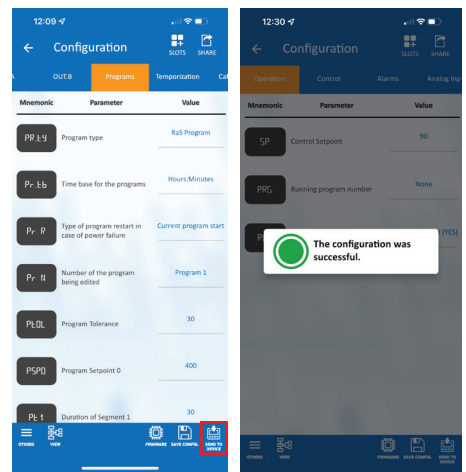 12:09
Configuration
SLOTS SHARE
OUT.B Programs Temporization Cal
Mnemonic Parameter Value
PR.tY Program type RaS Program
Pr.tb Time base for the programs Hours:Minutes
Pr R Type of program restart in
case of power failure Current program start
Pr N Number of the program
being edited Program 1
PtOL Program Tolerance 30
PSP0 Program Setpoint 0 400
Pt 1 Duration of Segment 1 30
OTHERS VIEW FIRMWARE SAVE CONFIG. SEND TO
DEVICE
12:30
Configuration
SLOTS SHARE
Operation Control Alarms Analog Inp
Mnemonic Parameter Value
SP Control Setpoint 90
PRG Running program number None
(YES)
The configuration was
successful.
OTHERS VIEW FIRMWARE SAVE CONFIG. SEND TO
DEVICE